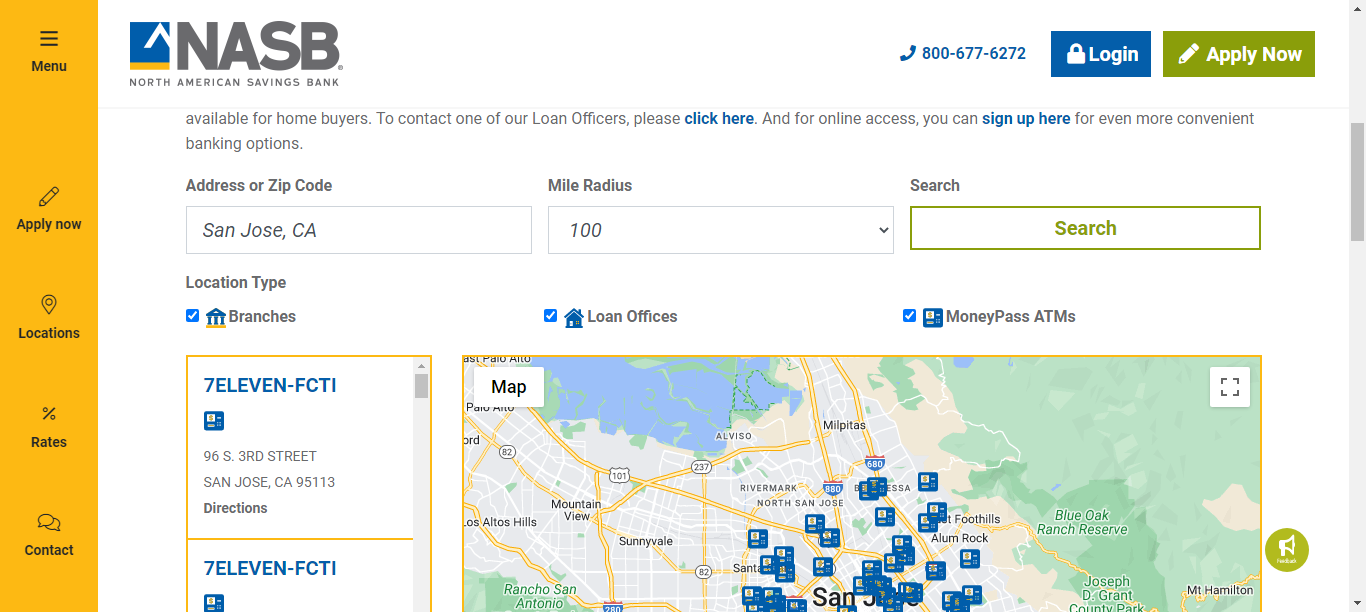 Menu
Apply now
Locations
Rates
Contact
NASB
NORTH AMERICAN SAVINGS BANK
800-677-6272
Login
Apply Now
available for home buyers. To contact one of our Loan Officers, please click here. And for online access, you can sign up here for even more convenient
banking options.
Address or Zip Code
Mile Radius
Search
San Jose, CA
100
Search
Location Type
Branches
Loan Offices
MoneyPass ATMs
7ELEVEN-FCTI
96 S. 3RD STREET
SAN JOSE, CA 95113
Directions
7ELEVEN-FCTI
Map
East Palo Alto
Palo Alto
ALVISO
Milpitas
82
101
237
680
880
RIVERMARK
NORTH SAN JOSE
Mountain
View
Los Altos Hills
Sunnyvale
East Foothills
Alum Rock
Blue Oak
Ranch Reserve
82
Santa
Rancho San
Antonio
280
San Jose
Joseph
D. Grant
County Park
Mt Hamilton
Feedback